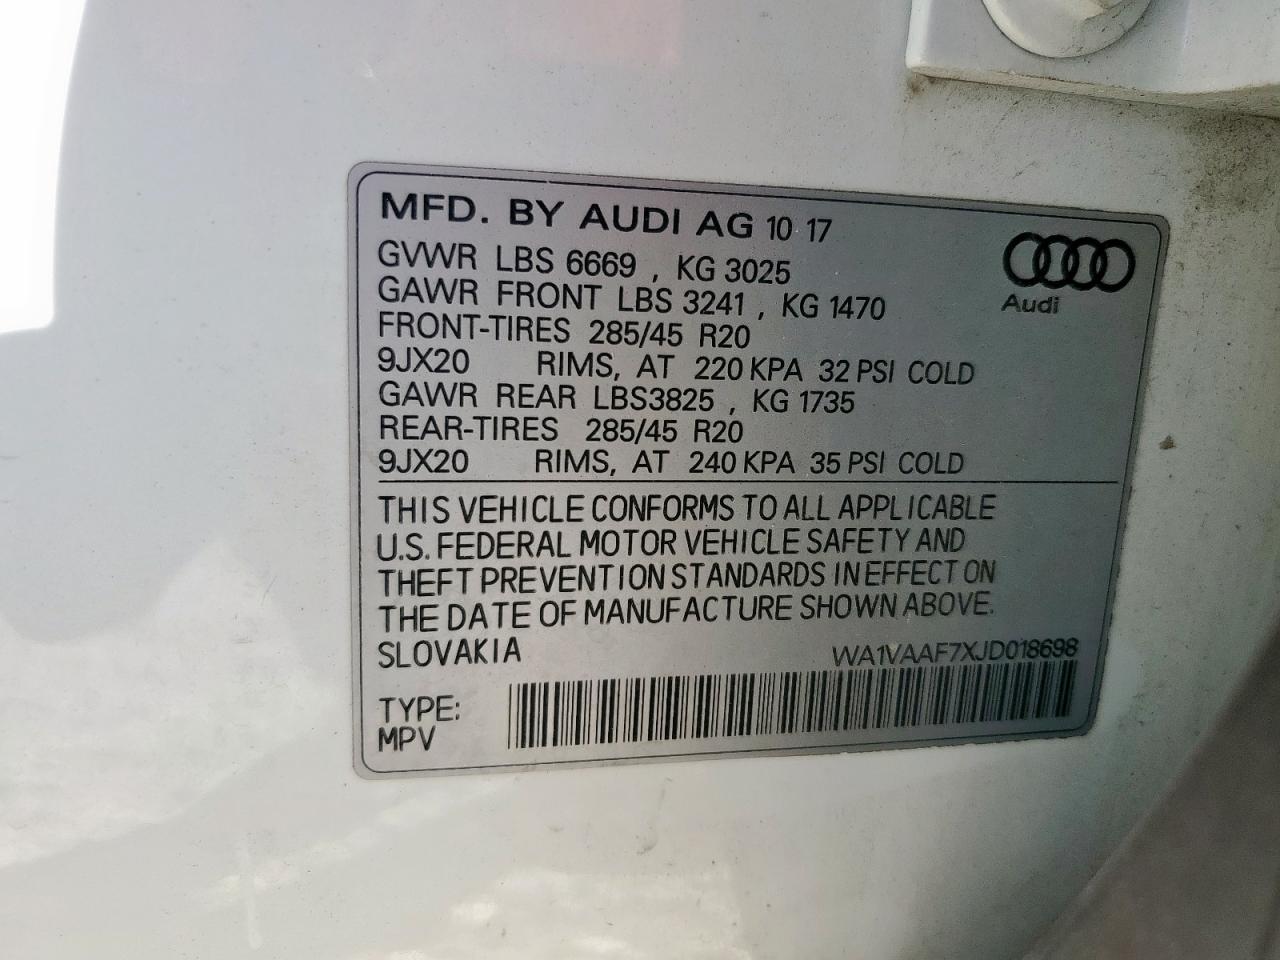 MFD. BY AUDI AG 10 17
GVWR LBS 6669 , KG 3025
GAWR FRONT LBS 3241 , KG 1470
Audi
FRONT-TIRES 285/45 R20
9JX20 RIMS, AT 220 KPA 32 PSI COLD
GAWR REAR LBS3825 , KG 1735
REAR-TIRES 285/45 R20
9JX20 RIMS, AT 240 KPA 35 PSI COLD
THIS VEHICLE CONFORMS TO ALL APPLICABLE
U.S. FEDERAL MOTOR VEHICLE SAFETY AND
THEFT PREVENTION STANDARDS IN EFFECT ON
THE DATE OF MANUFACTURE SHOWN ABOVE.
SLOVAKIA WA1VAAF7XJD018698
TYPE:
MPV